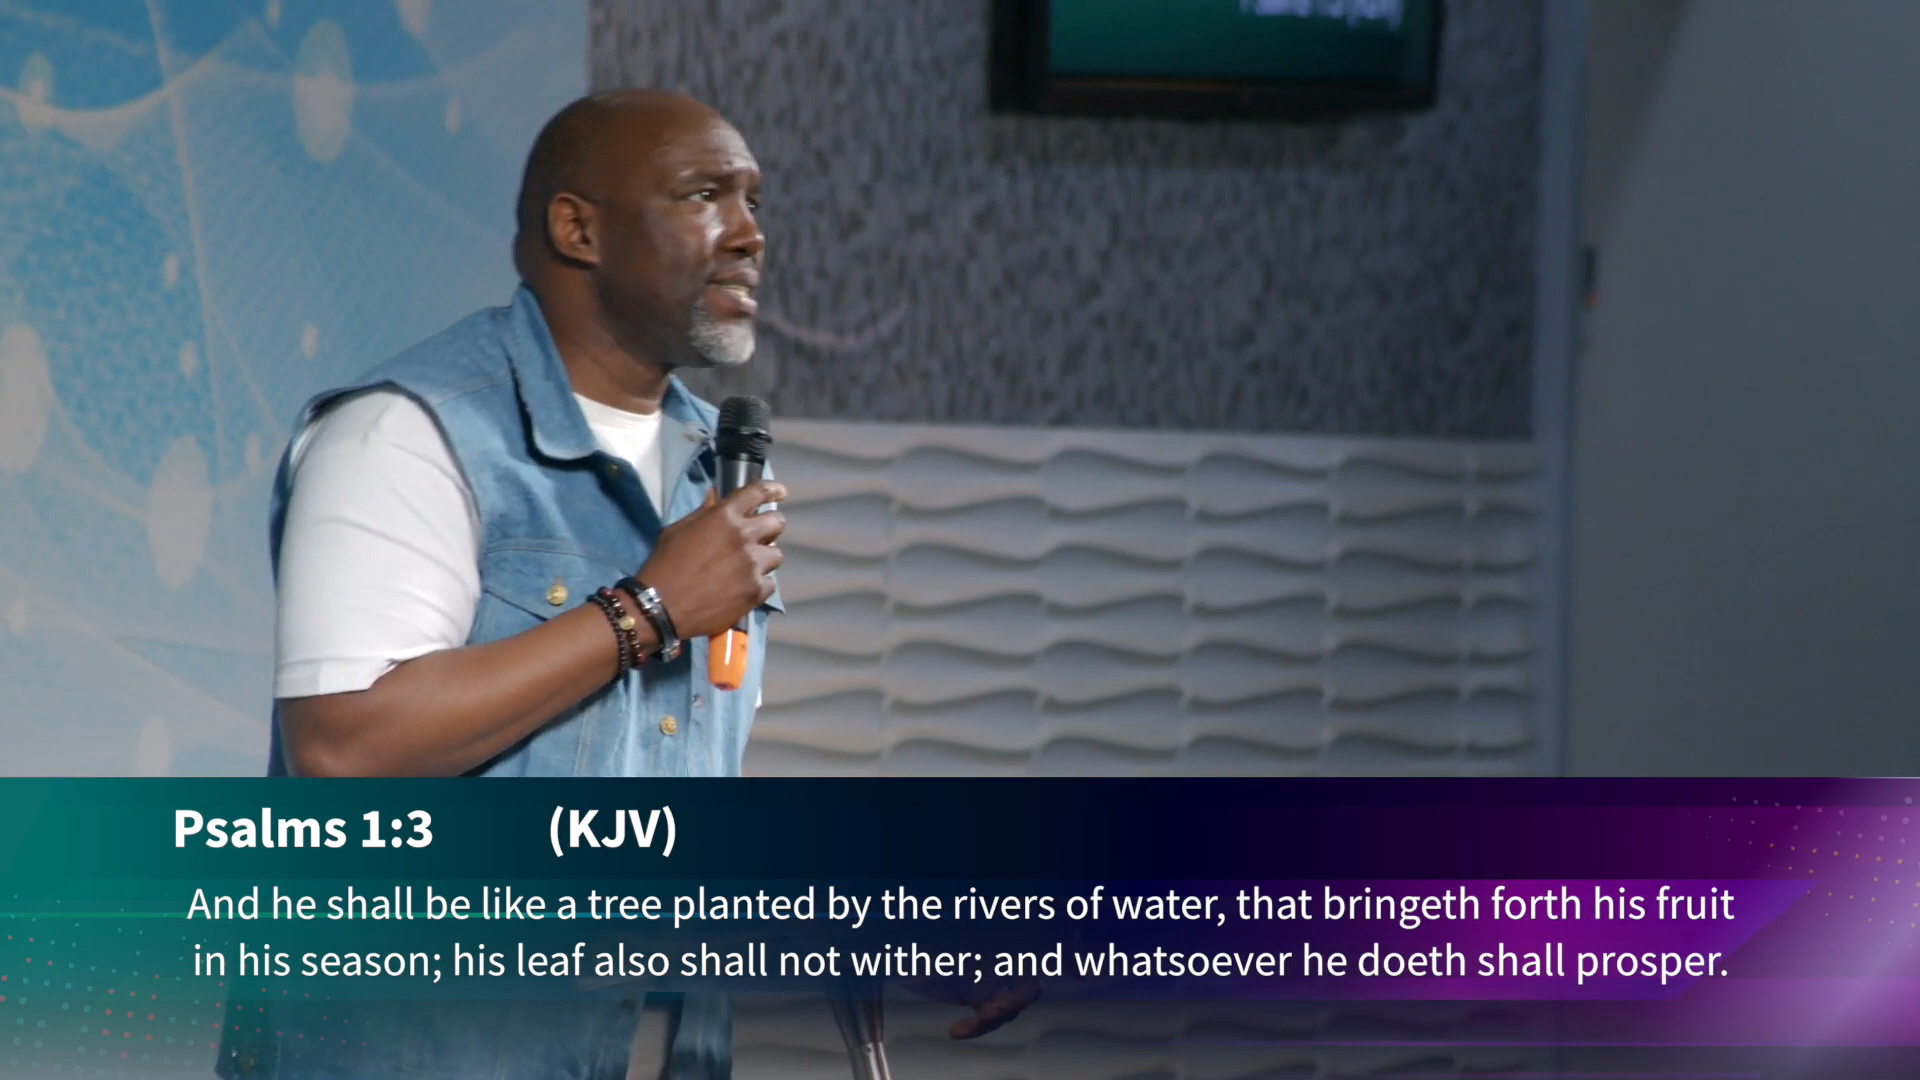 Psalms 1:3 (KJV)
And he shall be like a tree planted by the rivers of water, that bringeth forth his fruit
in his season; his leaf also shall not wither; and whatsoever he doeth shall prosper.